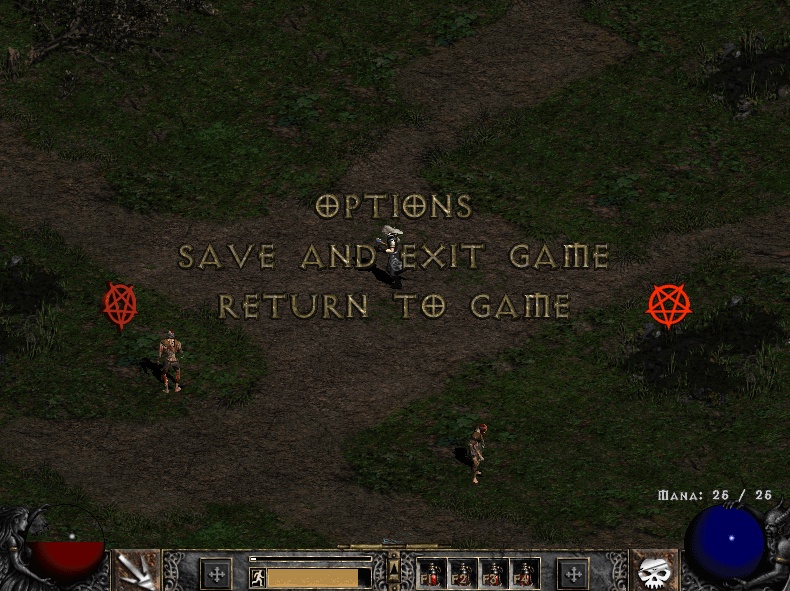 OPTIONS
SAVE AND EXIT GAME
RETURN TO GAME
MANA: 26 / 26
F1 F2 F3 F4